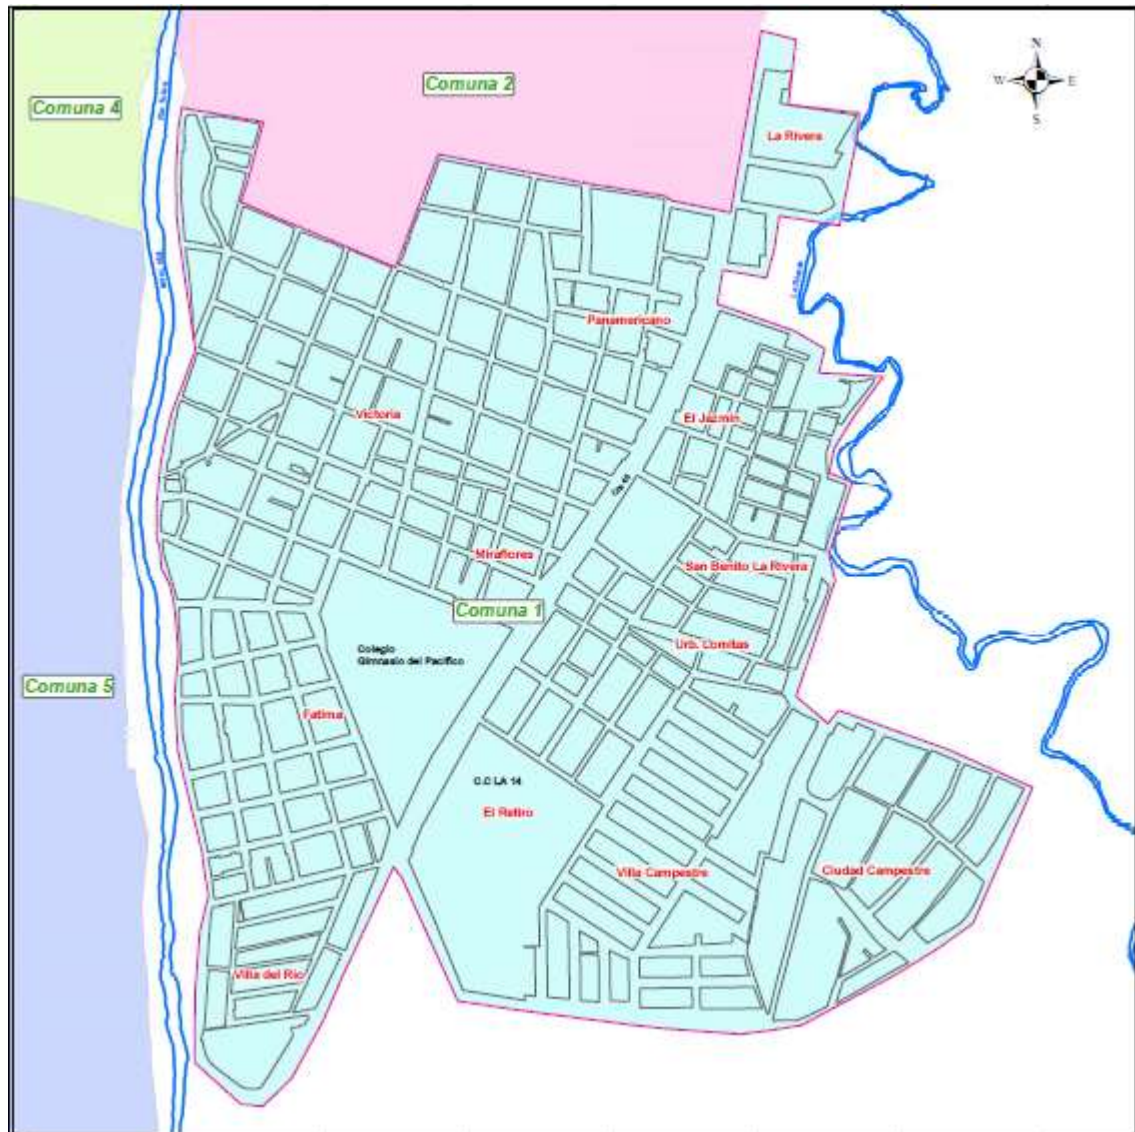 N
W
E
S
Comuna 2
Comuna 4
La Rivera
Panamericano
Victoria
El Jazmin
Miraflores
San Benito La Rivera
Comuna 1
Urb. Lomitas
Colegio
Gimnasio del Pacifico
Comuna 5
Fatima
C.C LA 14
El Retiro
Villa Campestre
Ciudad Campestre
Villa del Rio